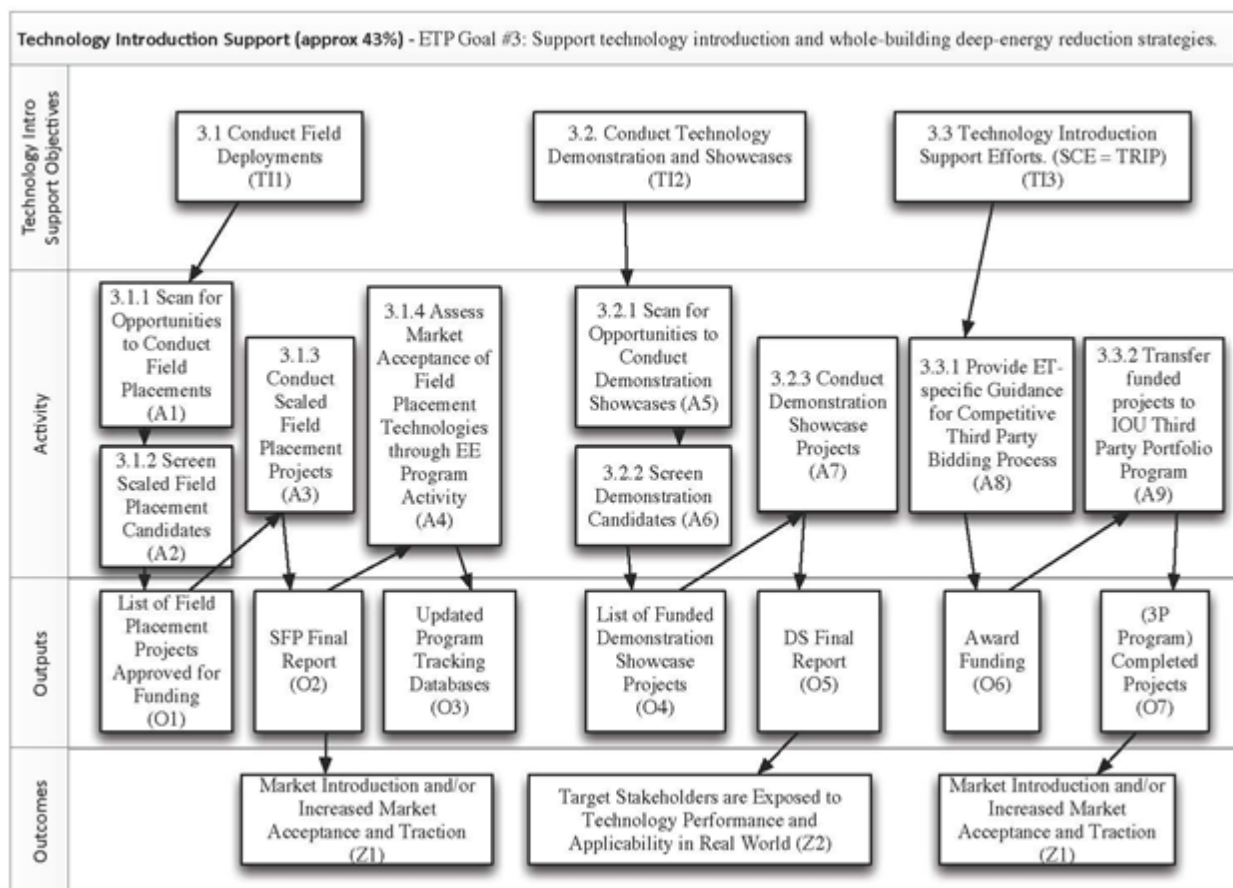 Technology Introduction Support (approx 43%) - ETP Goal #3: Support technology introduction and whole-building deep-energy reduction strategies.
Technology Intro
Support Objectives
3.1 Conduct Field
Deployments
(TI1)
3.2. Conduct Technology
Demonstration and Showcases
(TI2)
3.3 Technology Introduction
Support Efforts. (SCE = TRIP)
(TI3)
Activity
3.1.1 Scan for
Opportunities
to Conduct
Field
Placements
(A1)
3.1.2 Screen
Scaled Field
Placement
Candidates
(A2)
3.1.3
Conduct
Scaled
Field
Placement
Projects
(A3)
3.1.4 Assess
Market
Acceptance of
Field
Placement
Technologies
through EE
Program
Activity
(A4)
3.2.1 Scan for
Opportunities to
Conduct
Demonstration
Showcases (A5)
3.2.2 Screen
Demonstration
Candidates (A6)
3.2.3 Conduct
Demonstration
Showcase
Projects
(A7)
3.3.1 Provide ET-
specific Guidance
for Competitive
Third Party
Bidding Process
(A8)
3.3.2 Transfer
funded
projects to
IOU Third
Party Portfolio
Program
(A9)
Outputs
List of Field
Placement
Projects
Approved for
Funding
(O1)
SFP Final
Report
(O2)
Updated
Program
Tracking
Databases
(O3)
List of Funded
Demonstration
Showcase
Projects
(O4)
DS Final
Report
(O5)
Award
Funding
(O6)
(3P
Program)
Completed
Projects
(O7)
Outcomes
Market Introduction and/or
Increased Market
Acceptance and Traction
(Z1)
Target Stakeholders are Exposed to
Technology Performance and
Applicability in Real World (Z2)
Market Introduction and/or
Increased Market
Acceptance and Traction
(Z1)